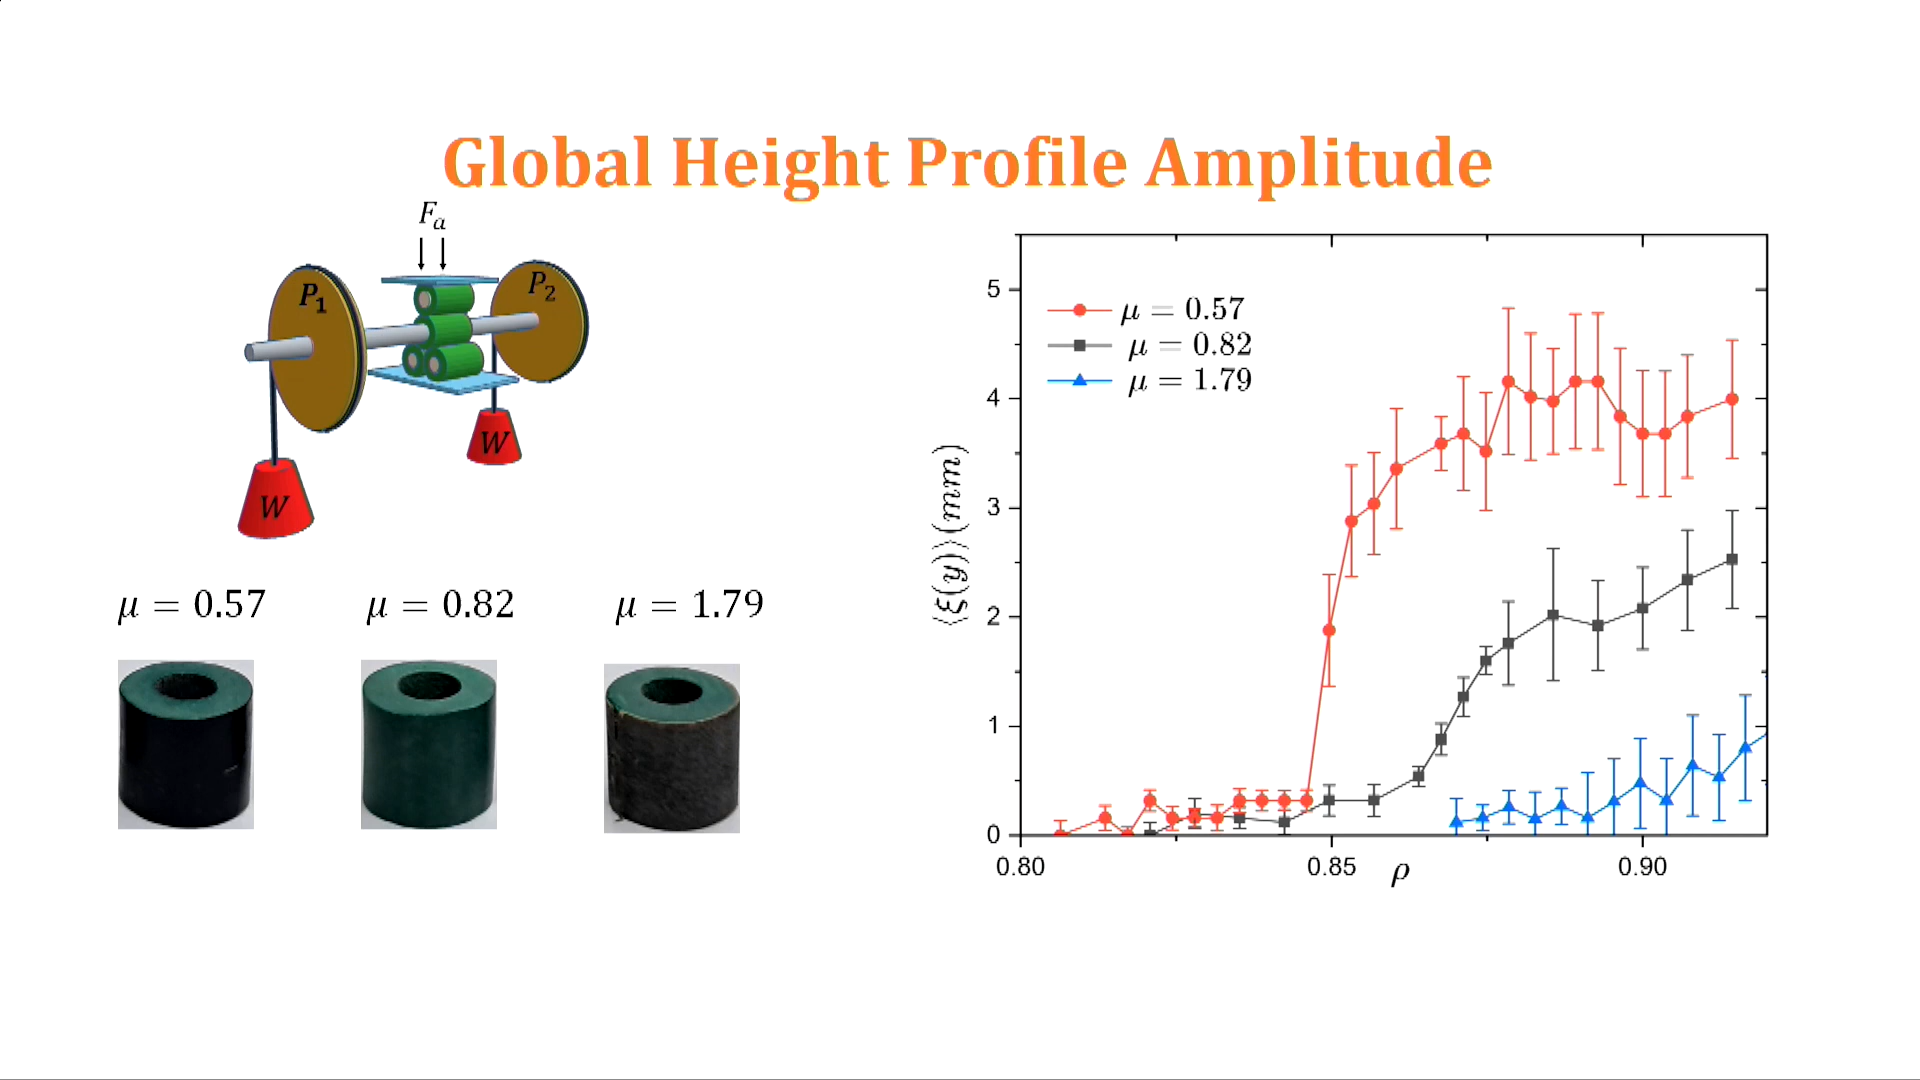 Global Height Profile Amplitude
F_a
P_1
P_2
W
W
μ = 0.57
μ = 0.82
μ = 1.79
μ = 0.57
μ = 0.82
μ = 1.79
⟨ξ(y)⟩(mm)
5
4
3
2
1
0
0.80
0.85
0.90
ρ